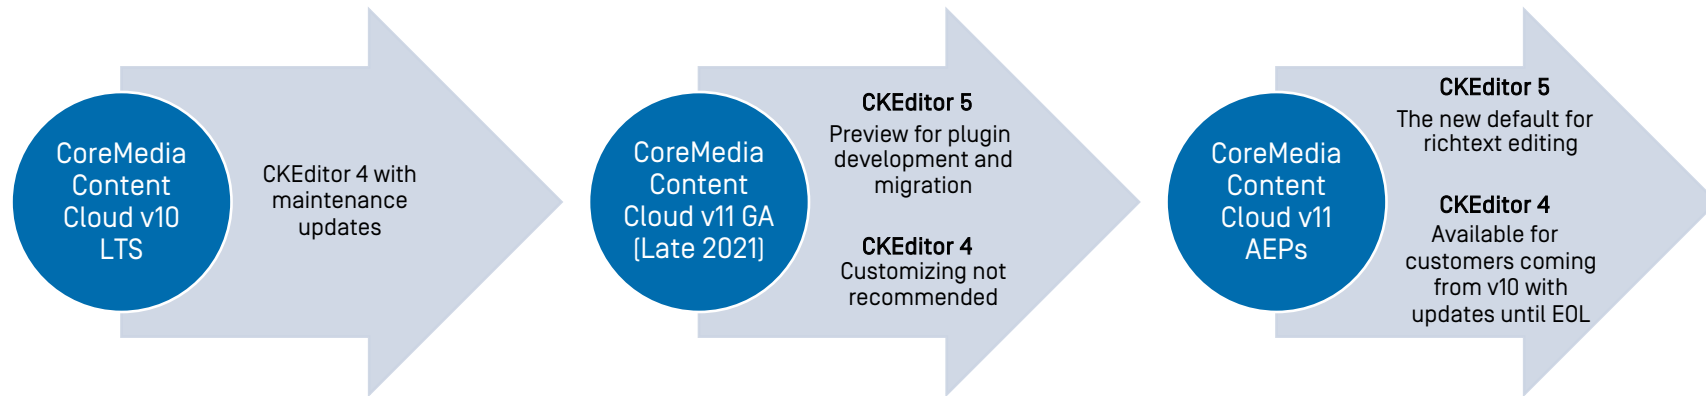 CoreMedia
Content
Cloud v10
LTS
CKEditor 4 with
maintenance
updates
CoreMedia
Content
Cloud v11 GA
(Late 2021)
CKEditor 5
Preview for plugin
development and
migration
CKEditor 4
Customizing not
recommended
CoreMedia
Content
Cloud v11
AEPs
CKEditor 5
The new default for
richtext editing
CKEditor 4
Available for
customers coming
from v10 with
updates until EOL